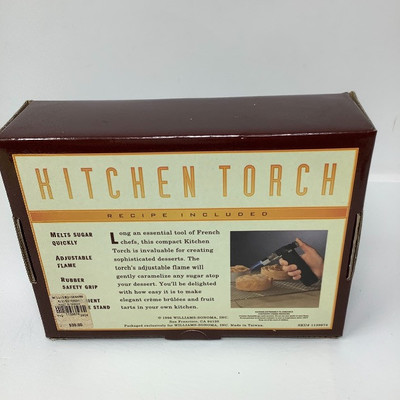 KITCHEN TORCH
RECIPE INCLUDED
MELTS SUGAR
QUICKLY
ADJUSTABLE
FLAME
RUBBER
SAFETY GRIP
STAND
Long an essential tool of French
chefs, this compact Kitchen
Torch is invaluable for creating
sophisticated desserts. The
torch's adjustable flame will
gently caramelize any sugar atop
your dessert. You'll be delighted
with how easy it is to make
elegant crème brûlées and fruit
tarts in your own kitchen.
WILLIAMS-SONOMA, INC.
San Francisco, CA 94109
Packaged exclusively for WILLIAMS-SONOMA, INC. Made in Taiwan.